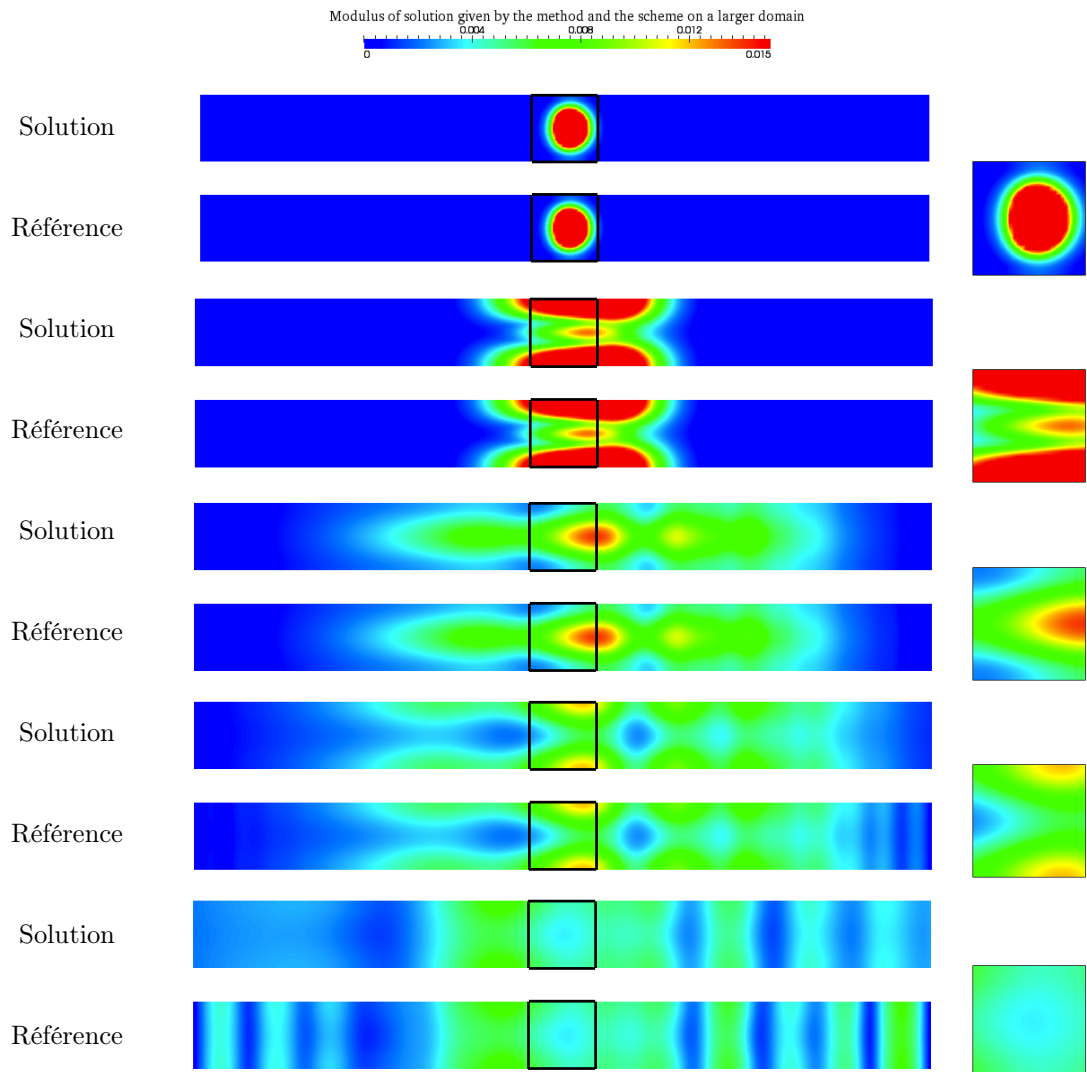 Modulus of solution given by the method and the scheme on a larger domain
0.004 0.008 0.012
0 0.015
Solution
Référence
Solution
Référence
Solution
Référence
Solution
Référence
Solution
Référence